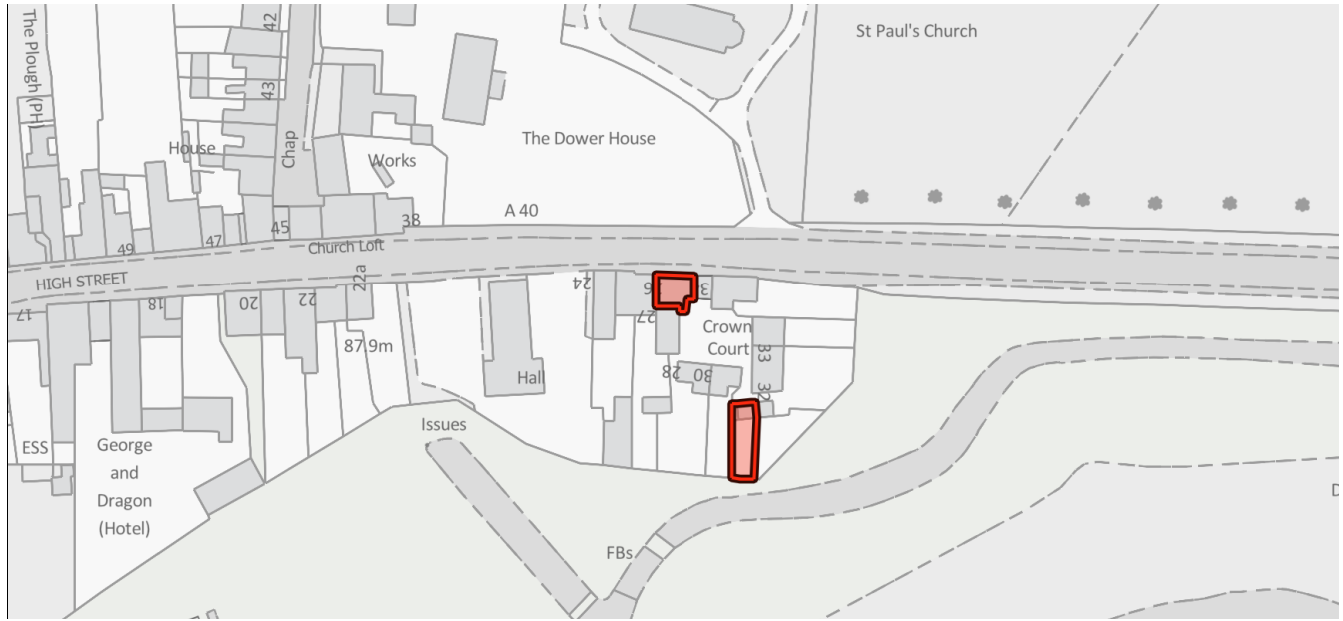 42
The Plough (PH)
St Paul's Church
43
The Dower House
House
Chap
Works
38
A 40
45
47
49
Church Loft
HIGH STREET
22a
24
17
18
20
22
27
Crown
Court
33
87.9m
Hall
28
30
32
Issues
ESS
George
and
Dragon
(Hotel)
FBs